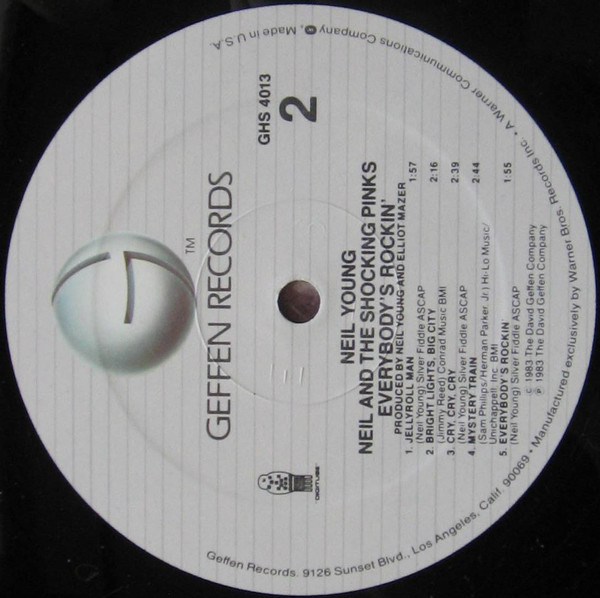 GEFFEN RECORDS
TM
GHS 4013
2
NEIL YOUNG
NEIL AND THE SHOCKING PINKS
EVERYBODY'S ROCKIN'
PRODUCED BY NEIL YOUNG AND ELLIOT MAZER
1. JELLYROLL MAN 1:57
(Neil Young) Silver Fiddle ASCAP
2. BRIGHT LIGHTS, BIG CITY 2:16
(Jimmy Reed) Conrad Music BMI
3. CRY, CRY, CRY 2:39
(Neil Young) Silver Fiddle ASCAP
4. MYSTERY TRAIN 2:44
(Sam Philips/Herman Parker Jr.) Hi-Lo Music/
Unichappell Inc. BMI
5. EVERYBODY'S ROCKIN' 1:55
(Neil Young) Silver Fiddle ASCAP
© 1983 The David Geffen Company
℗ 1983 The David Geffen Company
DIGITUBE
Geffen Records. 9126 Sunset Blvd., Los Angeles, Calif. 90069 • Manufactured exclusively by Warner Bros. Records Inc. • A Warner Communications Company, Made in U.S.A.